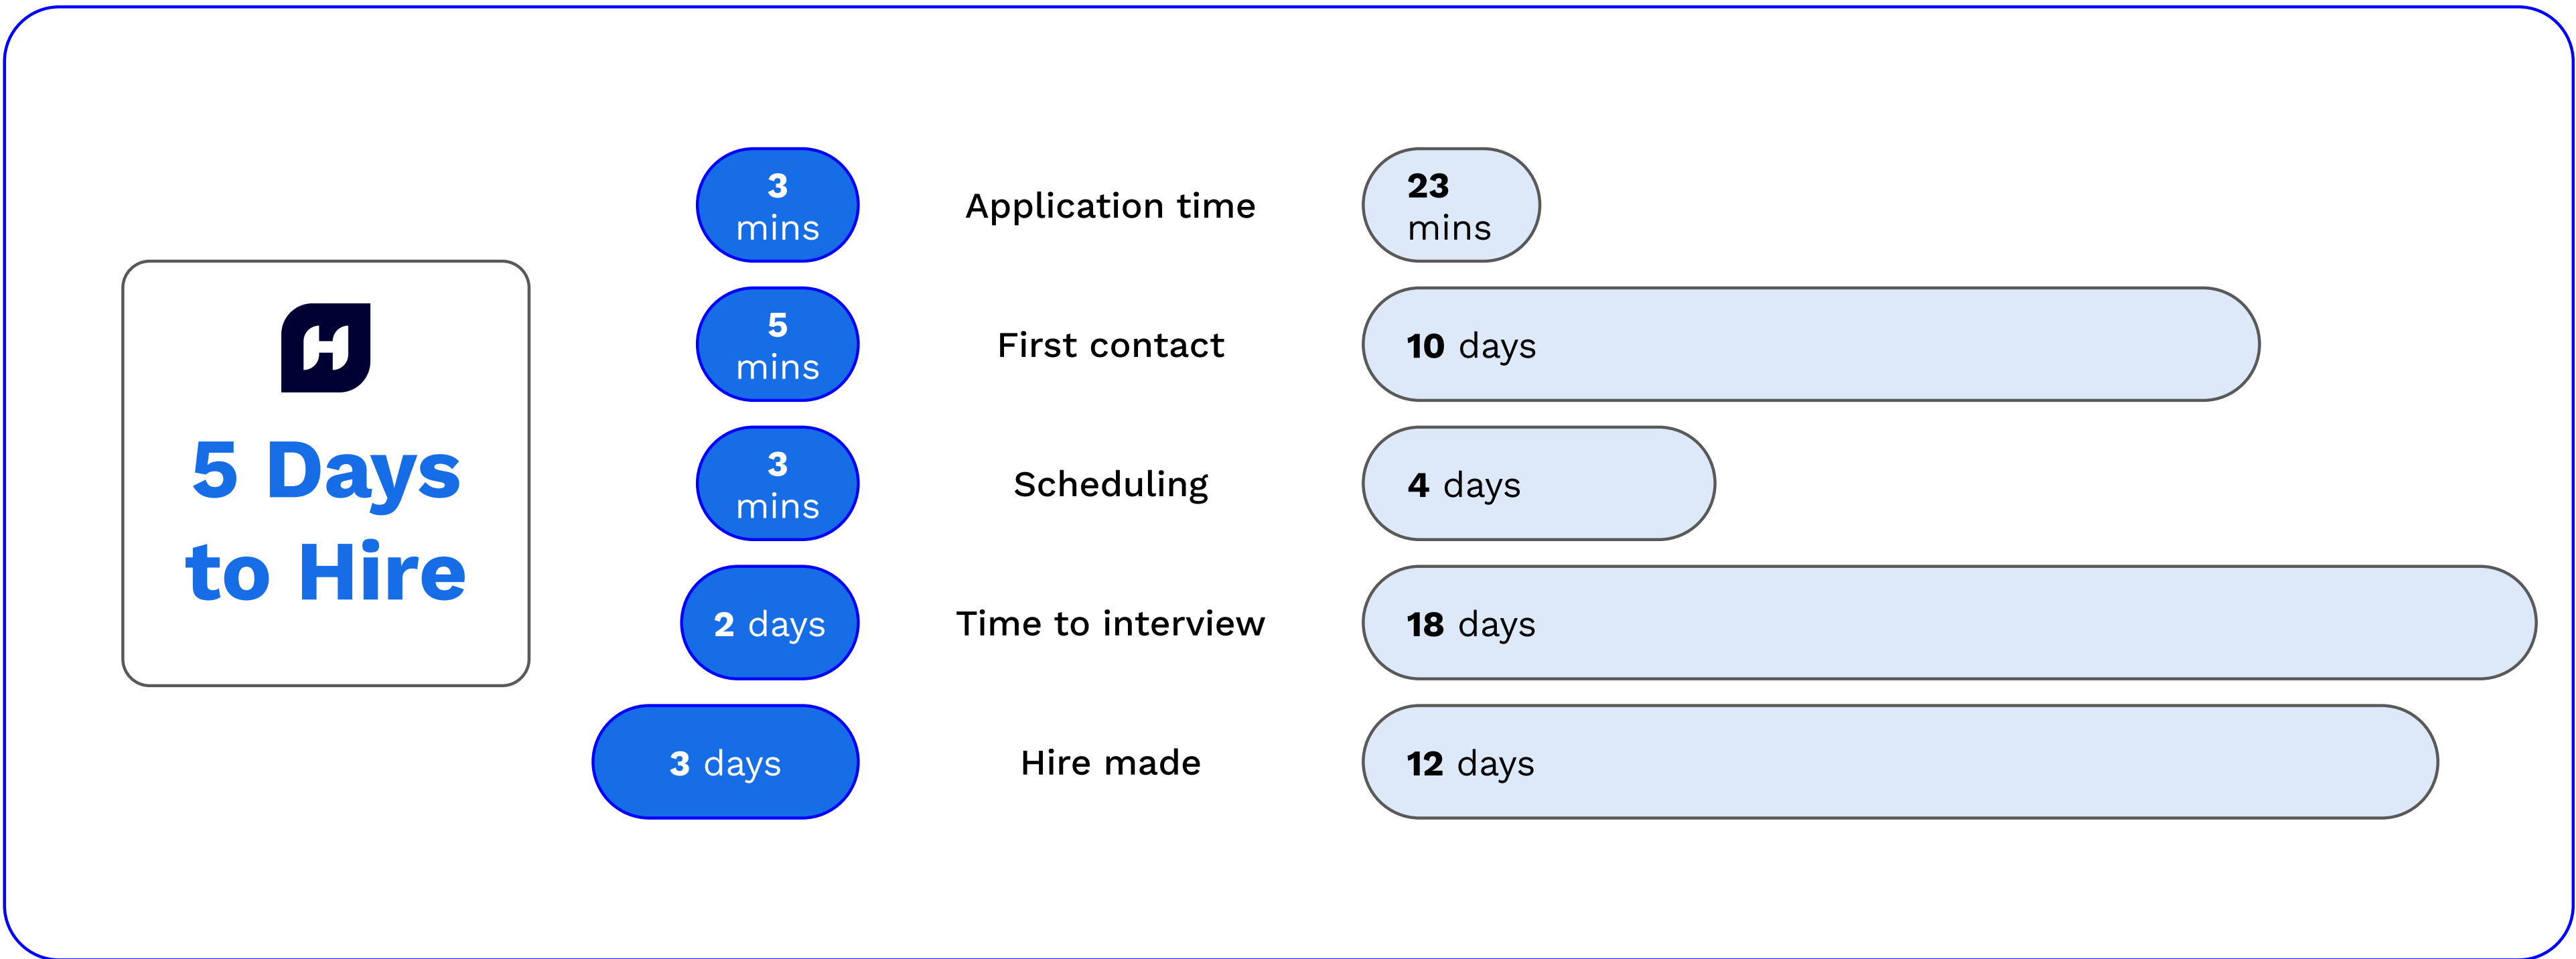 5 Days
to Hire
3
mins
Application time
23
mins
5
mins
First contact
10 days
3
mins
Scheduling
4 days
2 days
Time to interview
18 days
3 days
Hire made
12 days